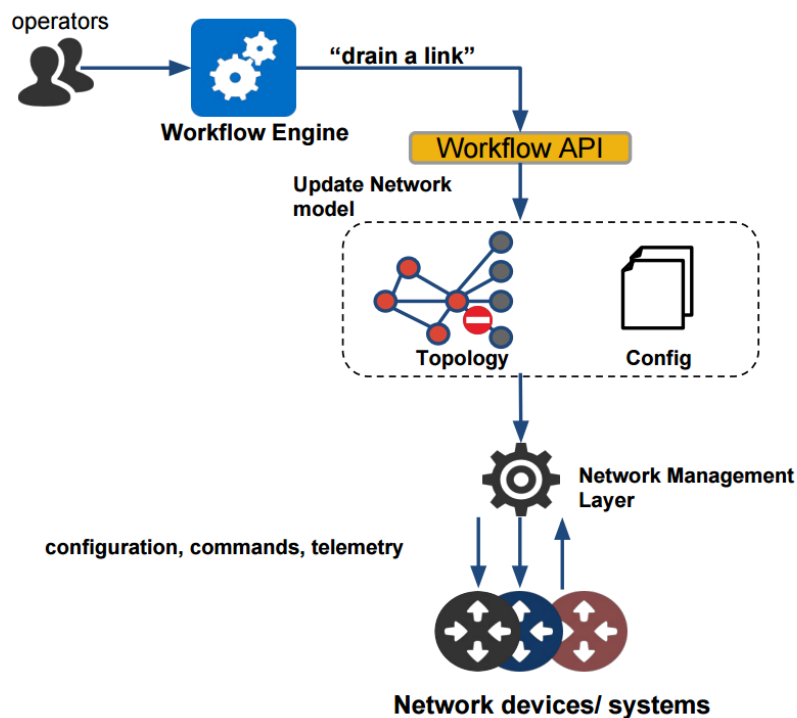 operators
“drain a link”
Workflow Engine
Workflow API
Update Network
model
Topology
Config
Network Management
Layer
configuration, commands, telemetry
Network devices/ systems